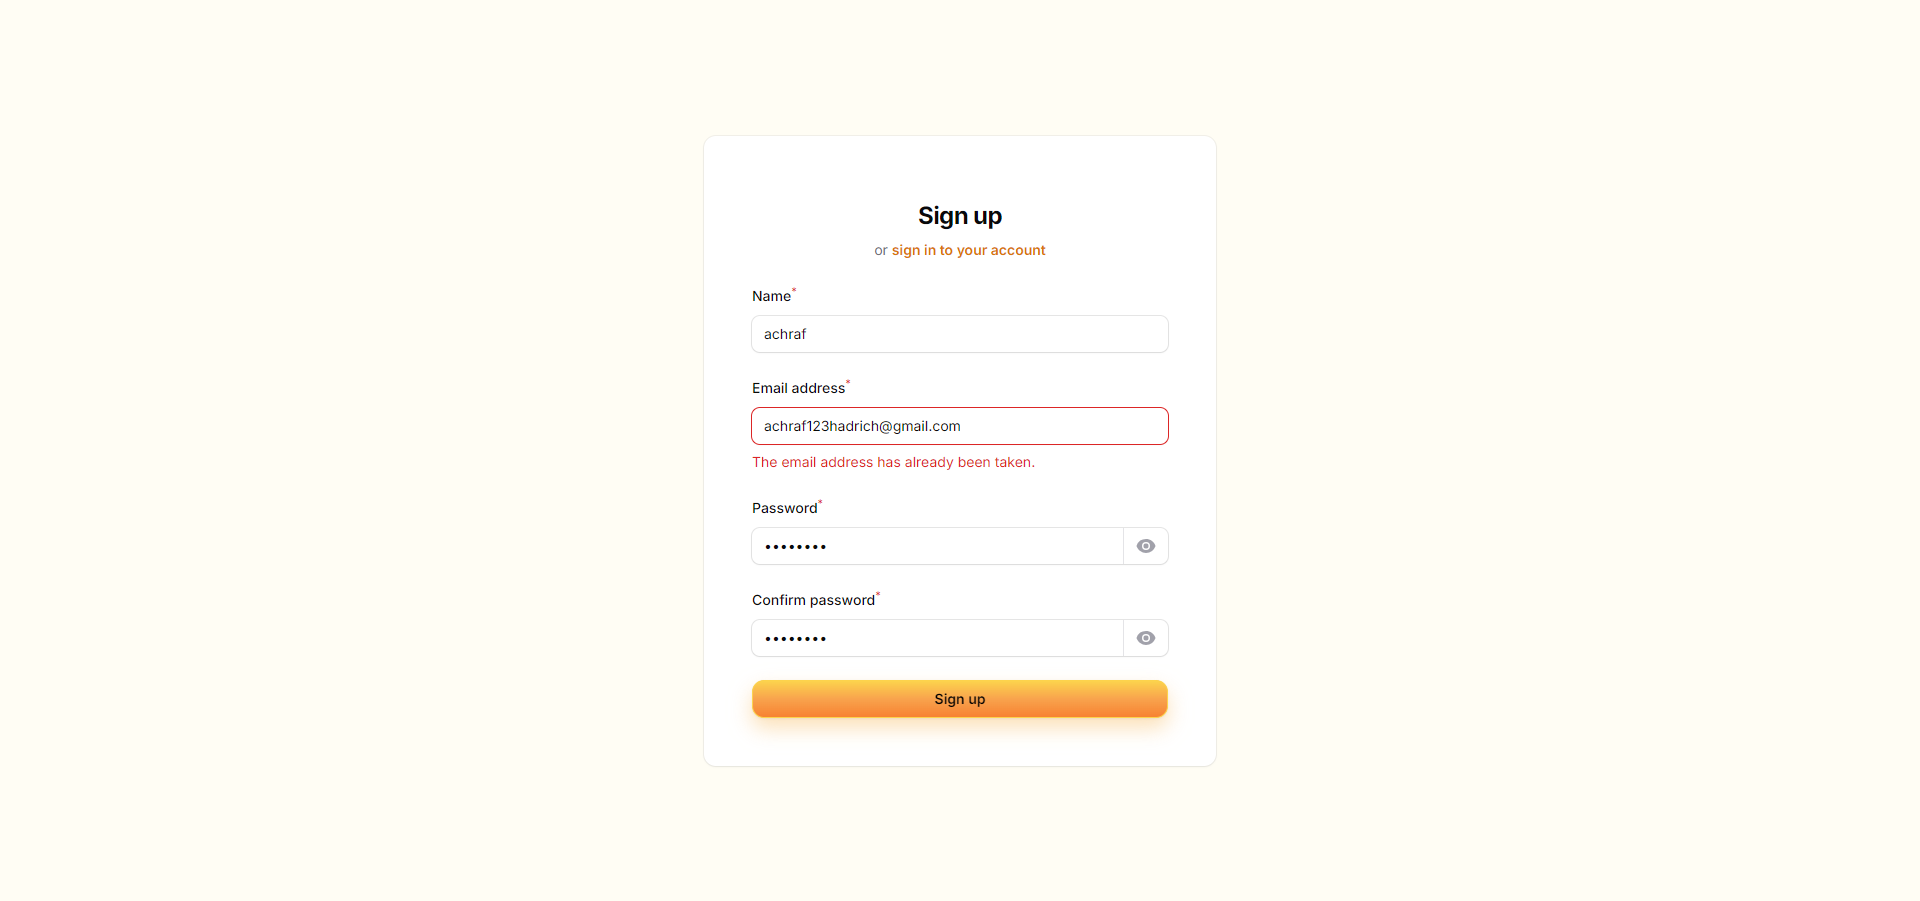 Sign up
or sign in to your account
Name*
achraf
Email address*
achraf123hadrich@gmail.com
The email address has already been taken.
Password*
••••••••
Confirm password*
••••••••
Sign up